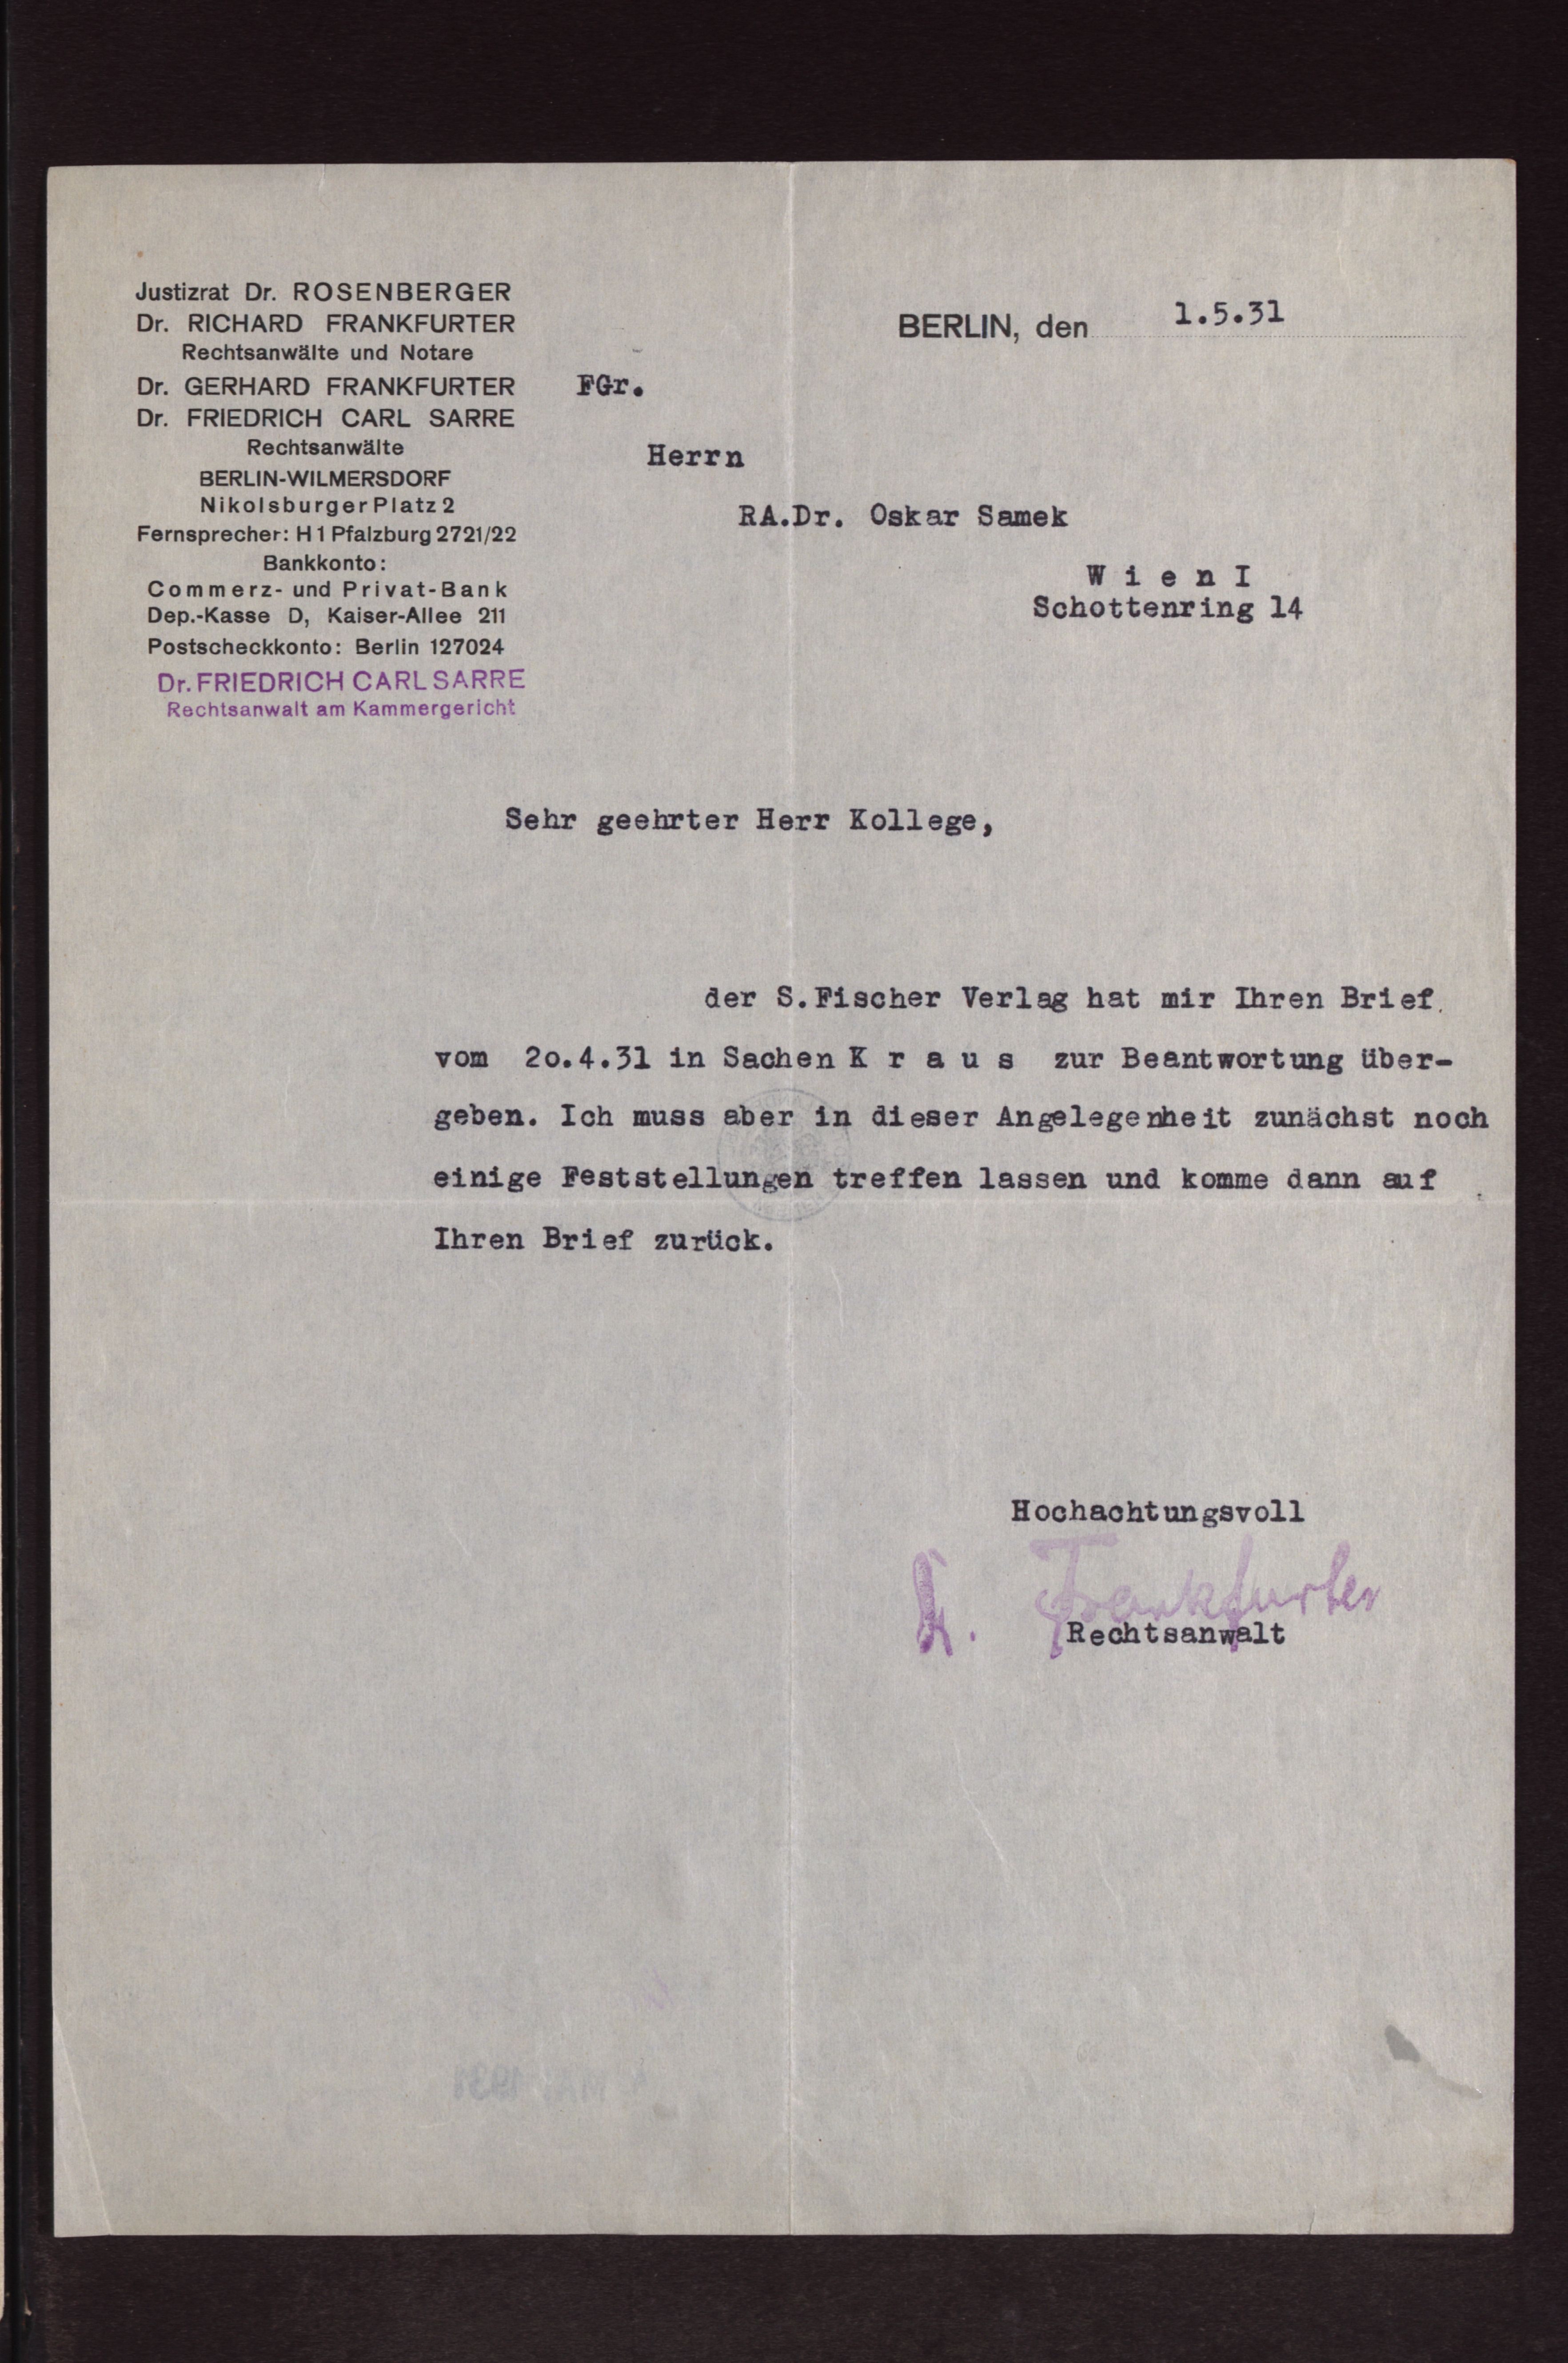 Justizrat Dr. ROSENBERGER
Dr. RICHARD FRANKFURTER
Rechtsanwälte und Notare
Dr. GERHARD FRANKFURTER
Dr. FRIEDRICH CARL SARRE
Rechtsanwälte
BERLIN-WILMERSDORF
Nikolsburger Platz 2
Fernsprecher: H 1 Pfalzburg 2721/22
Bankkonto:
Commerz- und Privat-Bank
Dep.-Kasse D, Kaiser-Allee 211
Postscheckkonto: Berlin 127024
Dr. FRIEDRICH CARL SARRE
Rechtsanwalt am Kammergericht
BERLIN, den 1.5.31
FGr.
Herrn
RA.Dr. Oskar Samek
W i e n I
Schottenring 14
Sehr geehrter Herr Kollege,
der S.Fischer Verlag hat mir Ihren Brief
vom 2o.4.31 in Sachen K r a u s zur Beantwortung über-
geben. Ich muss aber in dieser Angelegenheit zunächst noch
einige Feststellungen treffen lassen und komme dann auf
Ihren Brief zurück.
Hochachtungsvoll
Dr. Frankfurter
Rechtsanwalt
MAI 1931